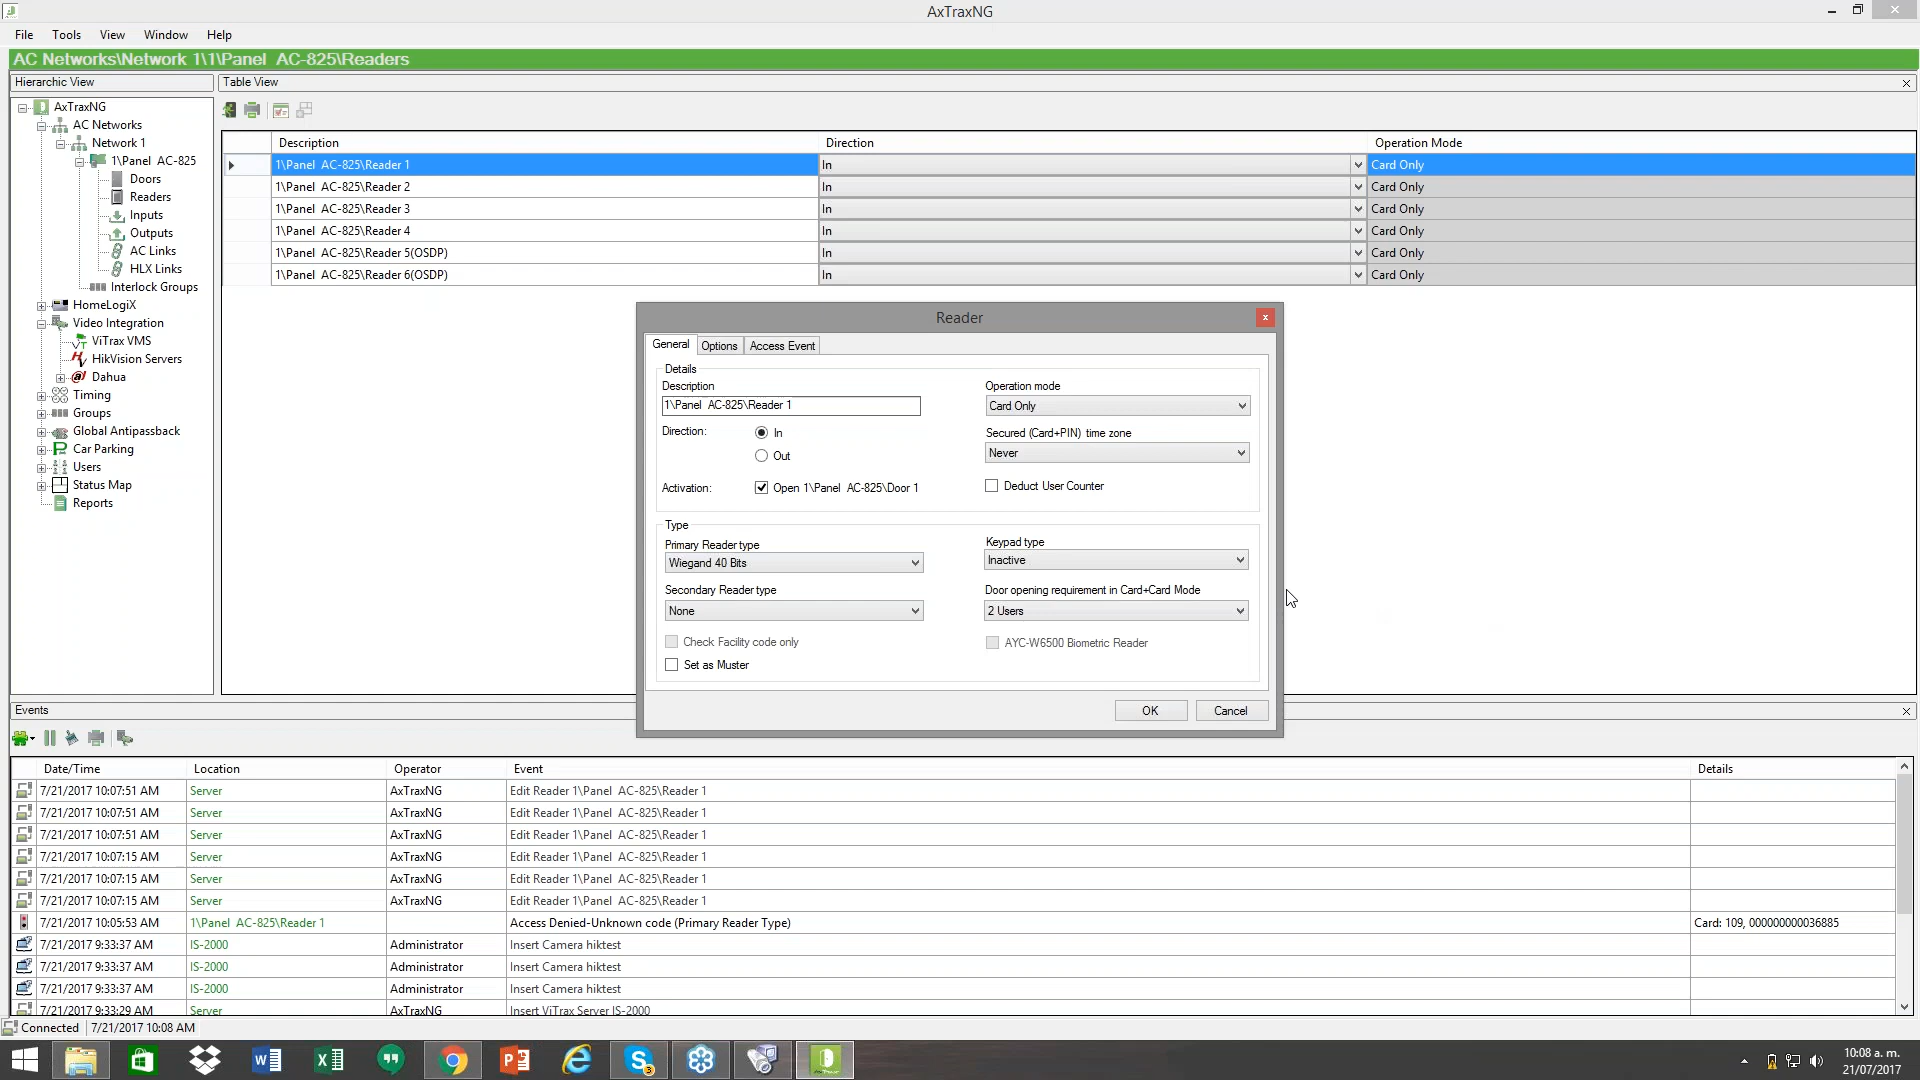 AxTraxNG
File Tools View Window Help
AC Networks\Network 1\1\Panel AC-825\Readers
Hierarchic View
Table View
AxTraxNG
AC Networks
Network 1
1\Panel AC-825
Doors
Readers
Inputs
Outputs
AC Links
HLX Links
Interlock Groups
HomeLogiX
Video Integration
ViTrax VMS
HikVision Servers
Dahua
Timing
Groups
Global Antipassback
Car Parking
Users
Status Map
Reports
Description Direction Operation Mode
1\Panel AC-825\Reader 1 In Card Only
1\Panel AC-825\Reader 2 In Card Only
1\Panel AC-825\Reader 3 In Card Only
1\Panel AC-825\Reader 4 In Card Only
1\Panel AC-825\Reader 5(OSDP) In Card Only
1\Panel AC-825\Reader 6(OSDP) In Card Only
Reader
General Options Access Event
Details
Description
1\Panel AC-825\Reader 1
Direction: In
Out
Activation: Open 1\Panel AC-825\Door 1
Operation mode
Card Only
Secured (Card+PIN) time zone
Never
Deduct User Counter
Type
Primary Reader type
Wiegand 40 Bits
Secondary Reader type
None
Check Facility code only
Set as Muster
Keypad type
Inactive
Door opening requirement in Card+Card Mode
2 Users
AYC-W6500 Biometric Reader
OK Cancel
Events
Date/Time Location Operator Event Details
7/21/2017 10:07:51 AM Server AxTraxNG Edit Reader 1\Panel AC-825\Reader 1
7/21/2017 10:07:51 AM Server AxTraxNG Edit Reader 1\Panel AC-825\Reader 1
7/21/2017 10:07:51 AM Server AxTraxNG Edit Reader 1\Panel AC-825\Reader 1
7/21/2017 10:07:15 AM Server AxTraxNG Edit Reader 1\Panel AC-825\Reader 1
7/21/2017 10:07:15 AM Server AxTraxNG Edit Reader 1\Panel AC-825\Reader 1
7/21/2017 10:07:15 AM Server AxTraxNG Edit Reader 1\Panel AC-825\Reader 1
7/21/2017 10:05:53 AM 1\Panel AC-825\Reader 1 Access Denied-Unknown code (Primary Reader Type) Card: 109, 000000000036885
7/21/2017 9:33:37 AM IS-2000 Administrator Insert Camera hiktest
7/21/2017 9:33:37 AM IS-2000 Administrator Insert Camera hiktest
7/21/2017 9:33:37 AM IS-2000 Administrator Insert Camera hiktest
7/21/2017 9:33:29 AM Server AxTraxNG Insert ViTrax Server IS-2000
Connected 7/21/2017 10:08 AM
10:08 a. m.
21/07/2017